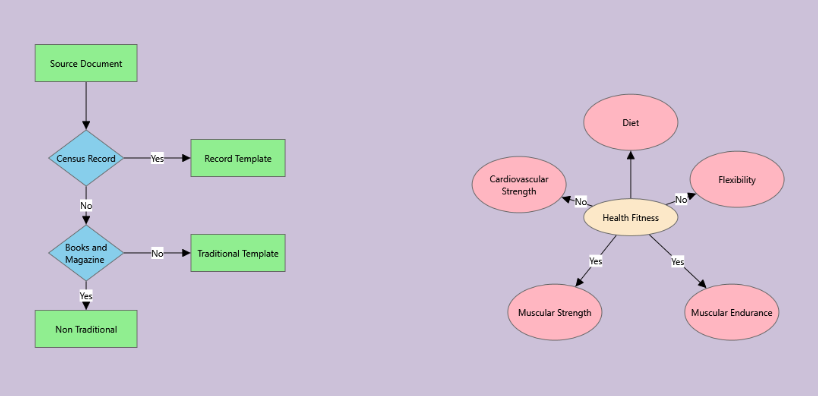 Source Document
Census Record
Yes
Record Template
No
Books and
Magazine
No
Traditional Template
Yes
Non Traditional
Diet
Cardiovascular
Strength
Flexibility
No
No
Health Fitness
Yes
Yes
Muscular Strength
Muscular Endurance